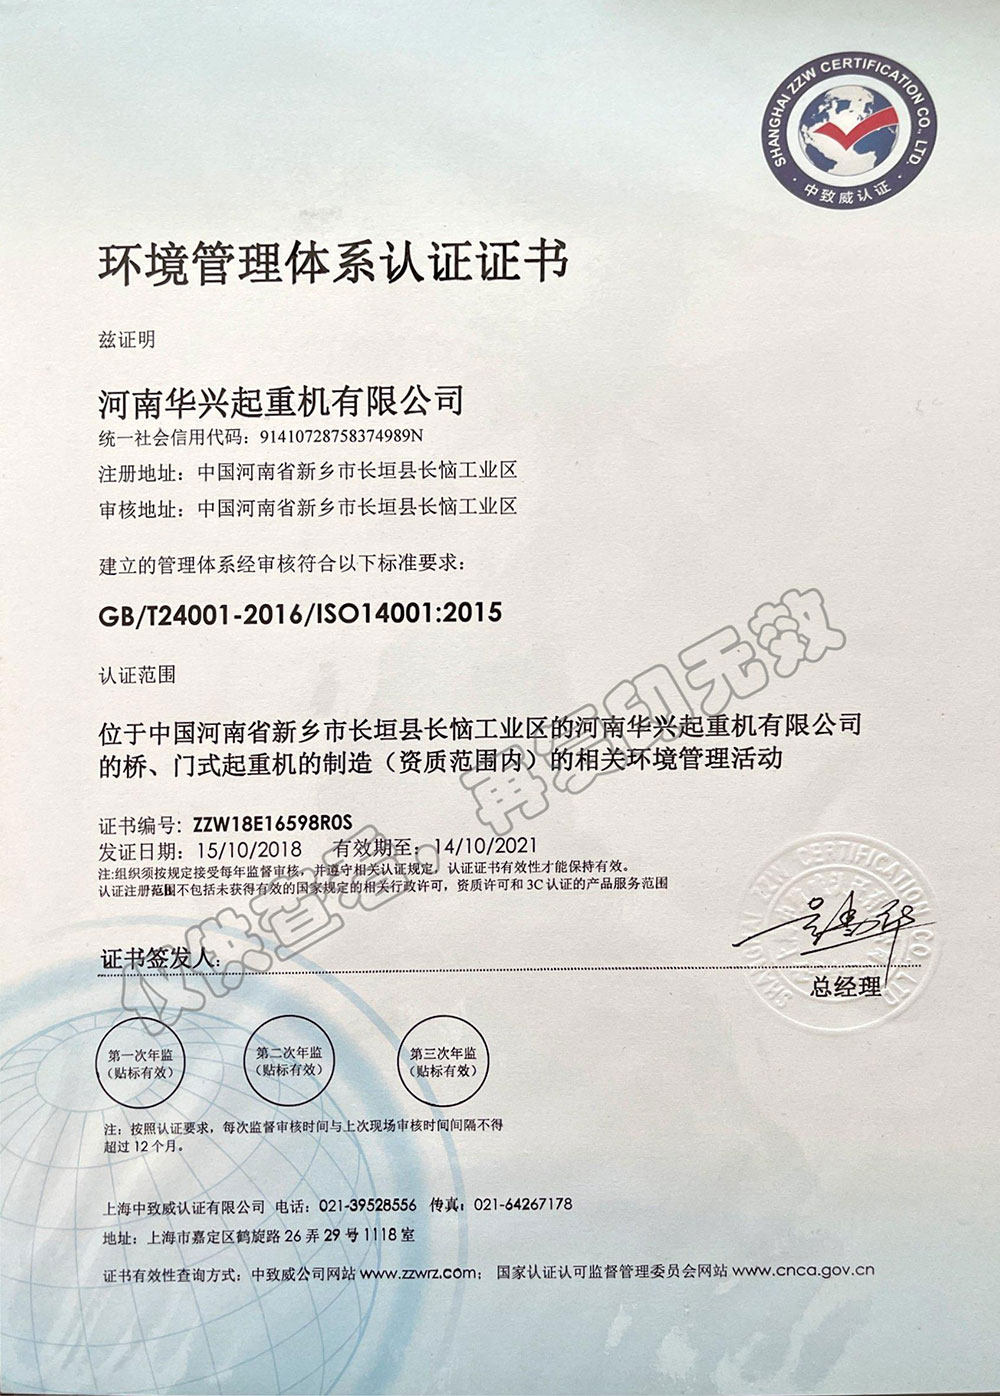 SHANGHAI ZZW CERTIFICATION CO., LTD.
· 中致威认证 ·
环境管理体系认证证书
兹证明
河南华兴起重机有限公司
统一社会信用代码：91410728758374989N
注册地址：中国河南省新乡市长垣县长恼工业区
审核地址：中国河南省新乡市长垣县长恼工业区
建立的管理体系经审核符合以下标准要求：
GB/T24001-2016/ISO14001:2015
认证范围
位于中国河南省新乡市长垣县长恼工业区的河南华兴起重机有限公司
的桥、门式起重机的制造（资质范围内）的相关环境管理活动
证书编号：ZZW18E16598R0S
发证日期：15/10/2018 有效期至：14/10/2021
注:组织须按规定接受每年监督审核，并遵守相关认证规定，认证证书有效性才能保持有效。
认证注册范围不包括未获得有效的国家规定的相关行政许可，资质许可和3C认证的产品服务范围
仅供查看，再复印无效
证书签发人：
总经理
第一次年监
（贴标有效）
第二次年监
（贴标有效）
第三次年监
（贴标有效）
注：按照认证要求，每次监督审核时间与上次现场审核时间间隔不得
超过12个月。
上海中致威认证有限公司 电话：021-39528556 传真：021-64267178
地址：上海市嘉定区鹤旋路26弄29号1118室
证书有效性查询方式：中致威公司网站www.zzwrz.com；国家认证认可监督管理委员会网站www.cnca.gov.cn